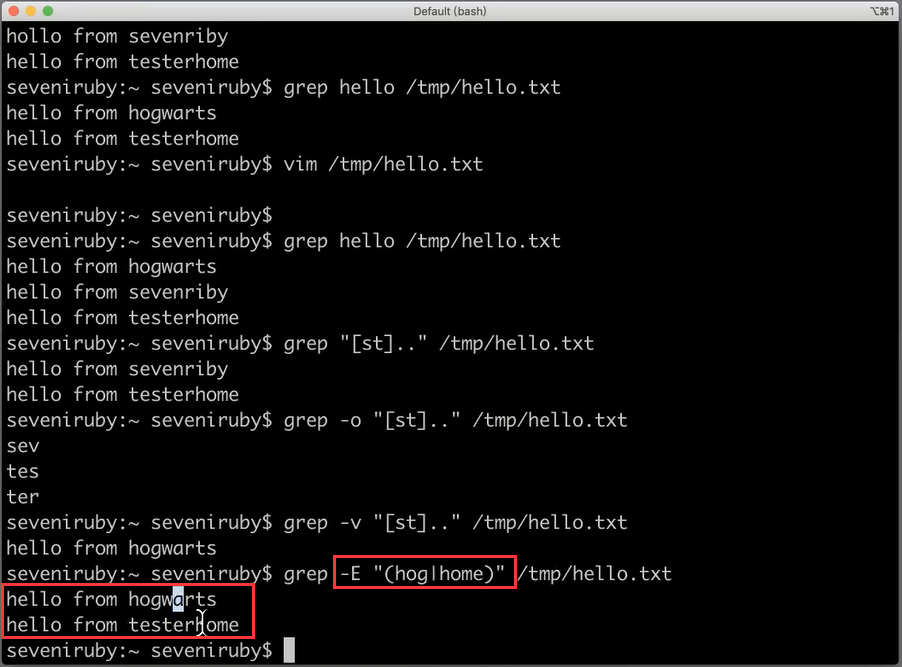 Default (bash)
⌥⌘1
hollo from sevenriby
hello from testerhome
seveniruby:~ seveniruby$ grep hello /tmp/hello.txt
hello from hogwarts
hello from testerhome
seveniruby:~ seveniruby$ vim /tmp/hello.txt
seveniruby:~ seveniruby$
seveniruby:~ seveniruby$ grep hello /tmp/hello.txt
hello from hogwarts
hello from sevenriby
hello from testerhome
seveniruby:~ seveniruby$ grep "[st].." /tmp/hello.txt
hello from sevenriby
hello from testerhome
seveniruby:~ seveniruby$ grep -o "[st].." /tmp/hello.txt
sev
tes
ter
seveniruby:~ seveniruby$ grep -v "[st].." /tmp/hello.txt
hello from hogwarts
seveniruby:~ seveniruby$ grep -E "(hog|home)" /tmp/hello.txt
hello from hogwarts
hello from testerhome
seveniruby:~ seveniruby$